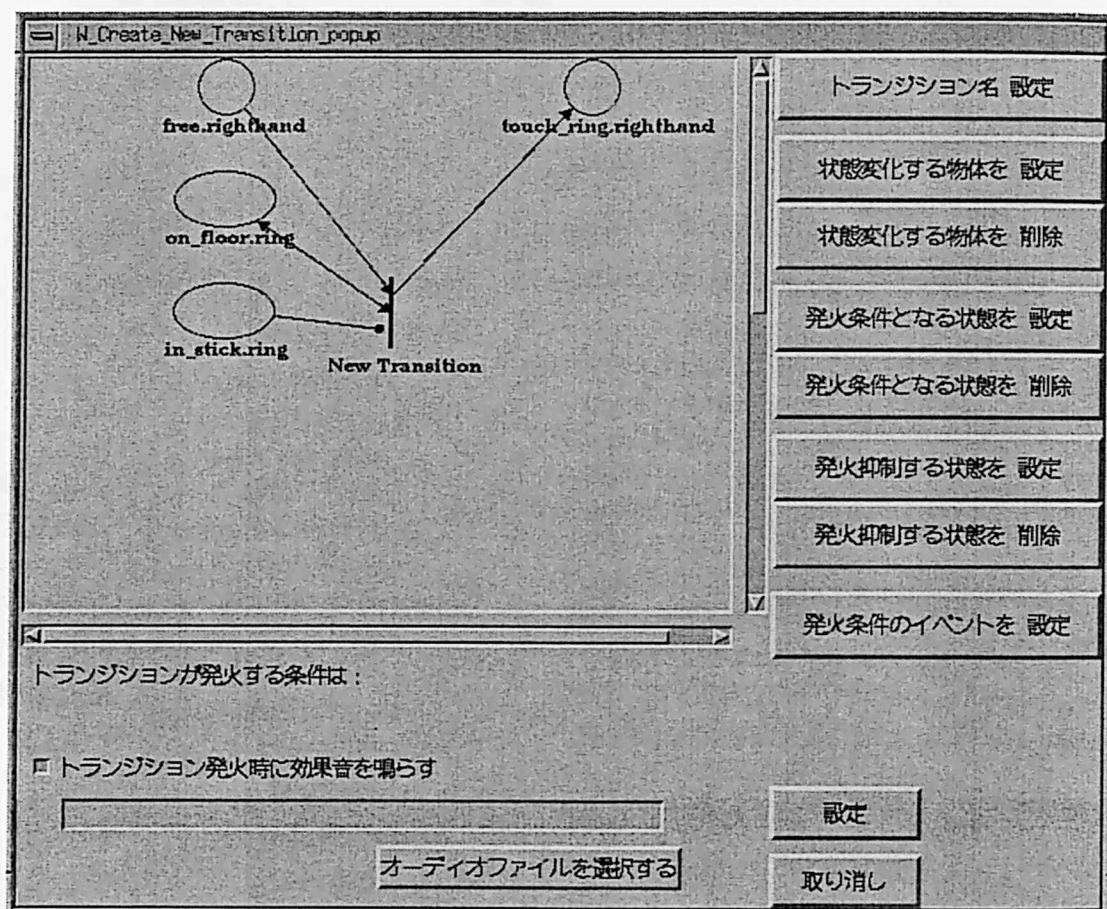 W_Create_New_Transition_popup
free.righthand
touch_ring.righthand
on_floor.ring
in_stick.ring
New Transition
トランジション名 設定
状態変化する物体を 設定
状態変化する物体を 削除
発火条件となる状態を 設定
発火条件となる状態を 削除
発火抑制する状態を 設定
発火抑制する状態を 削除
発火条件のイベントを 設定
トランジションが発火する条件は：
トランジション発火時に効果音を鳴らす
オーディオファイルを選択する
設定
取り消し